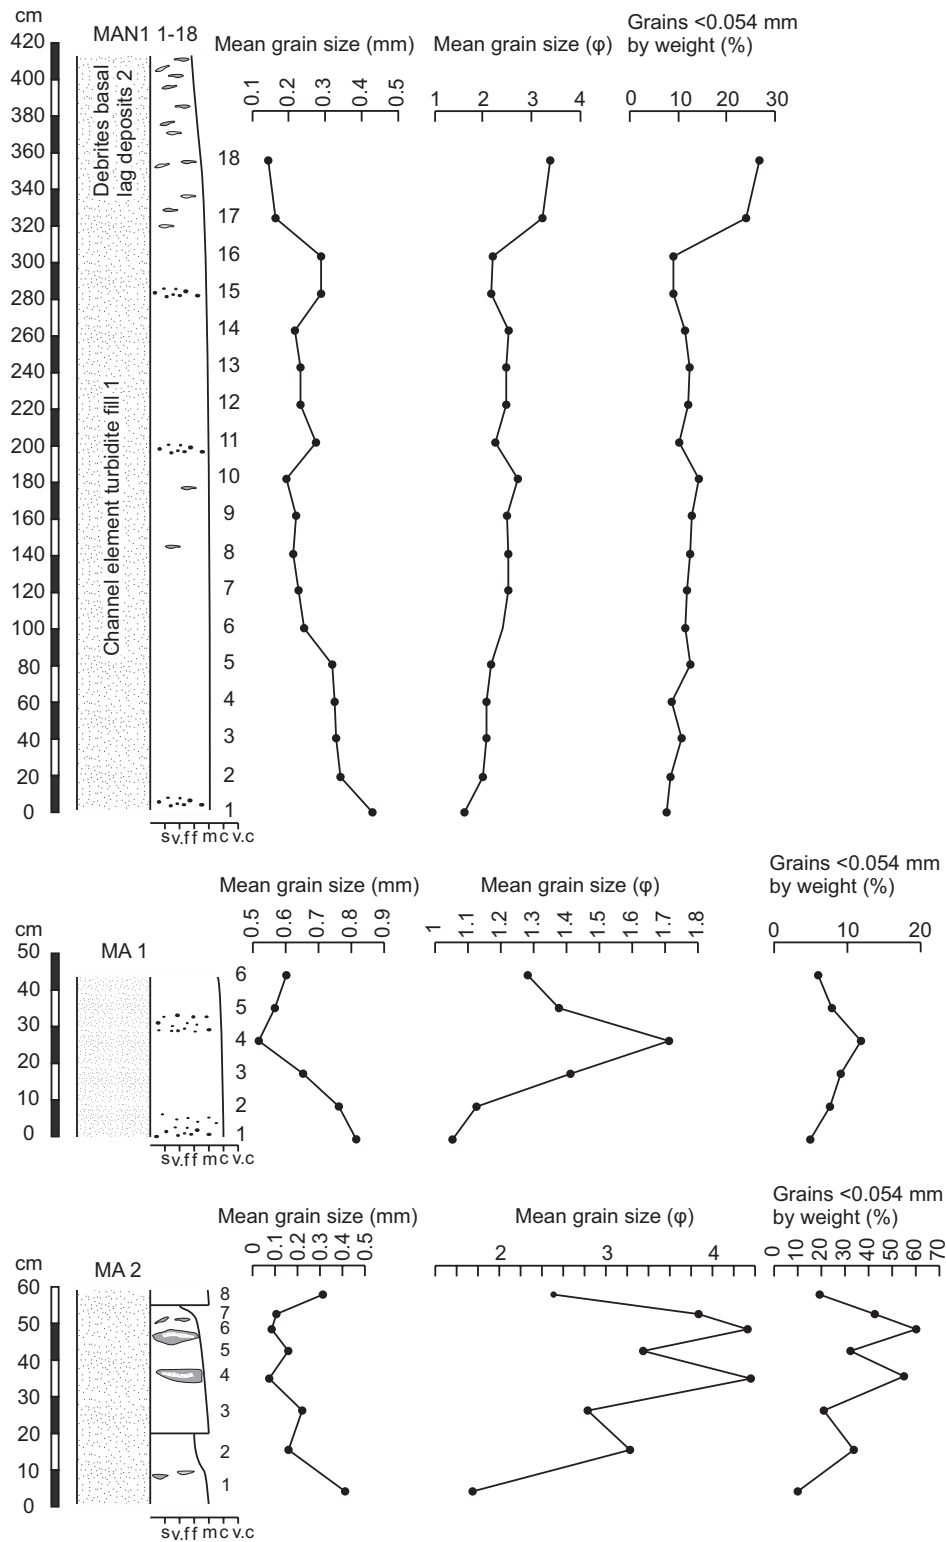 cm
MAN1 1-18
Mean grain size (mm)
Mean grain size (φ)
Grains <0.054 mm
by weight (%)
420
400
380
360
340
320
300
280
260
240
220
200
180
160
140
120
100
80
60
40
20
0
Debrites basal
lag deposits 2
Channel element turbidite fill 1
0.1 0.2 0.3 0.4 0.5
1 2 3 4
0 10 20 30
18
17
16
15
14
13
12
11
10
9
8
7
6
5
4
3
2
1
s v.f f m c v.c
Mean grain size (mm)
Mean grain size (φ)
Grains <0.054 mm
by weight (%)
0.5 0.6 0.7 0.8 0.9
1 1.1 1.2 1.3 1.4 1.5 1.6 1.7 1.8
0 10 20
cm
MA 1
50
40
30
20
10
0
6
5
4
3
2
1
s v.f f m c v.c
Mean grain size (mm)
Mean grain size (φ)
Grains <0.054 mm
by weight (%)
0 0.1 0.2 0.3 0.4 0.5
2 3 4
0 10 20 30 40 50 60 70
cm
MA 2
60
50
40
30
20
10
0
8
7
6
5
4
3
2
1
s v.f f m c v.c